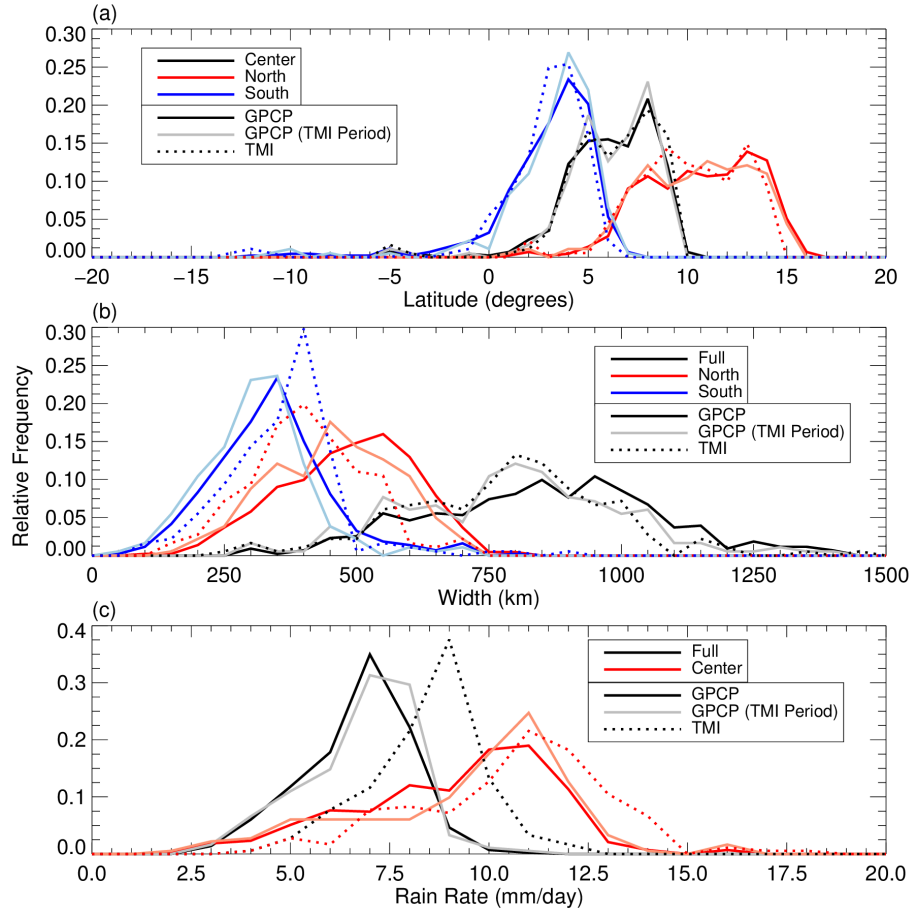 (a)
0.30
0.25
0.20
0.15
0.10
0.05
0.00
Center
North
South
GPCP
GPCP (TMI Period)
TMI
−20 −15 −10 −5 0 5 10 15 20
Latitude (degrees)
(b)
Relative Frequency
0.30
0.25
0.20
0.15
0.10
0.05
0.00
Full
North
South
GPCP
GPCP (TMI Period)
TMI
0 250 500 750 1000 1250 1500
Width (km)
(c)
0.4
0.3
0.2
0.1
0.0
Full
Center
GPCP
GPCP (TMI Period)
TMI
0.0 2.5 5.0 7.5 10.0 12.5 15.0 17.5 20.0
Rain Rate (mm/day)